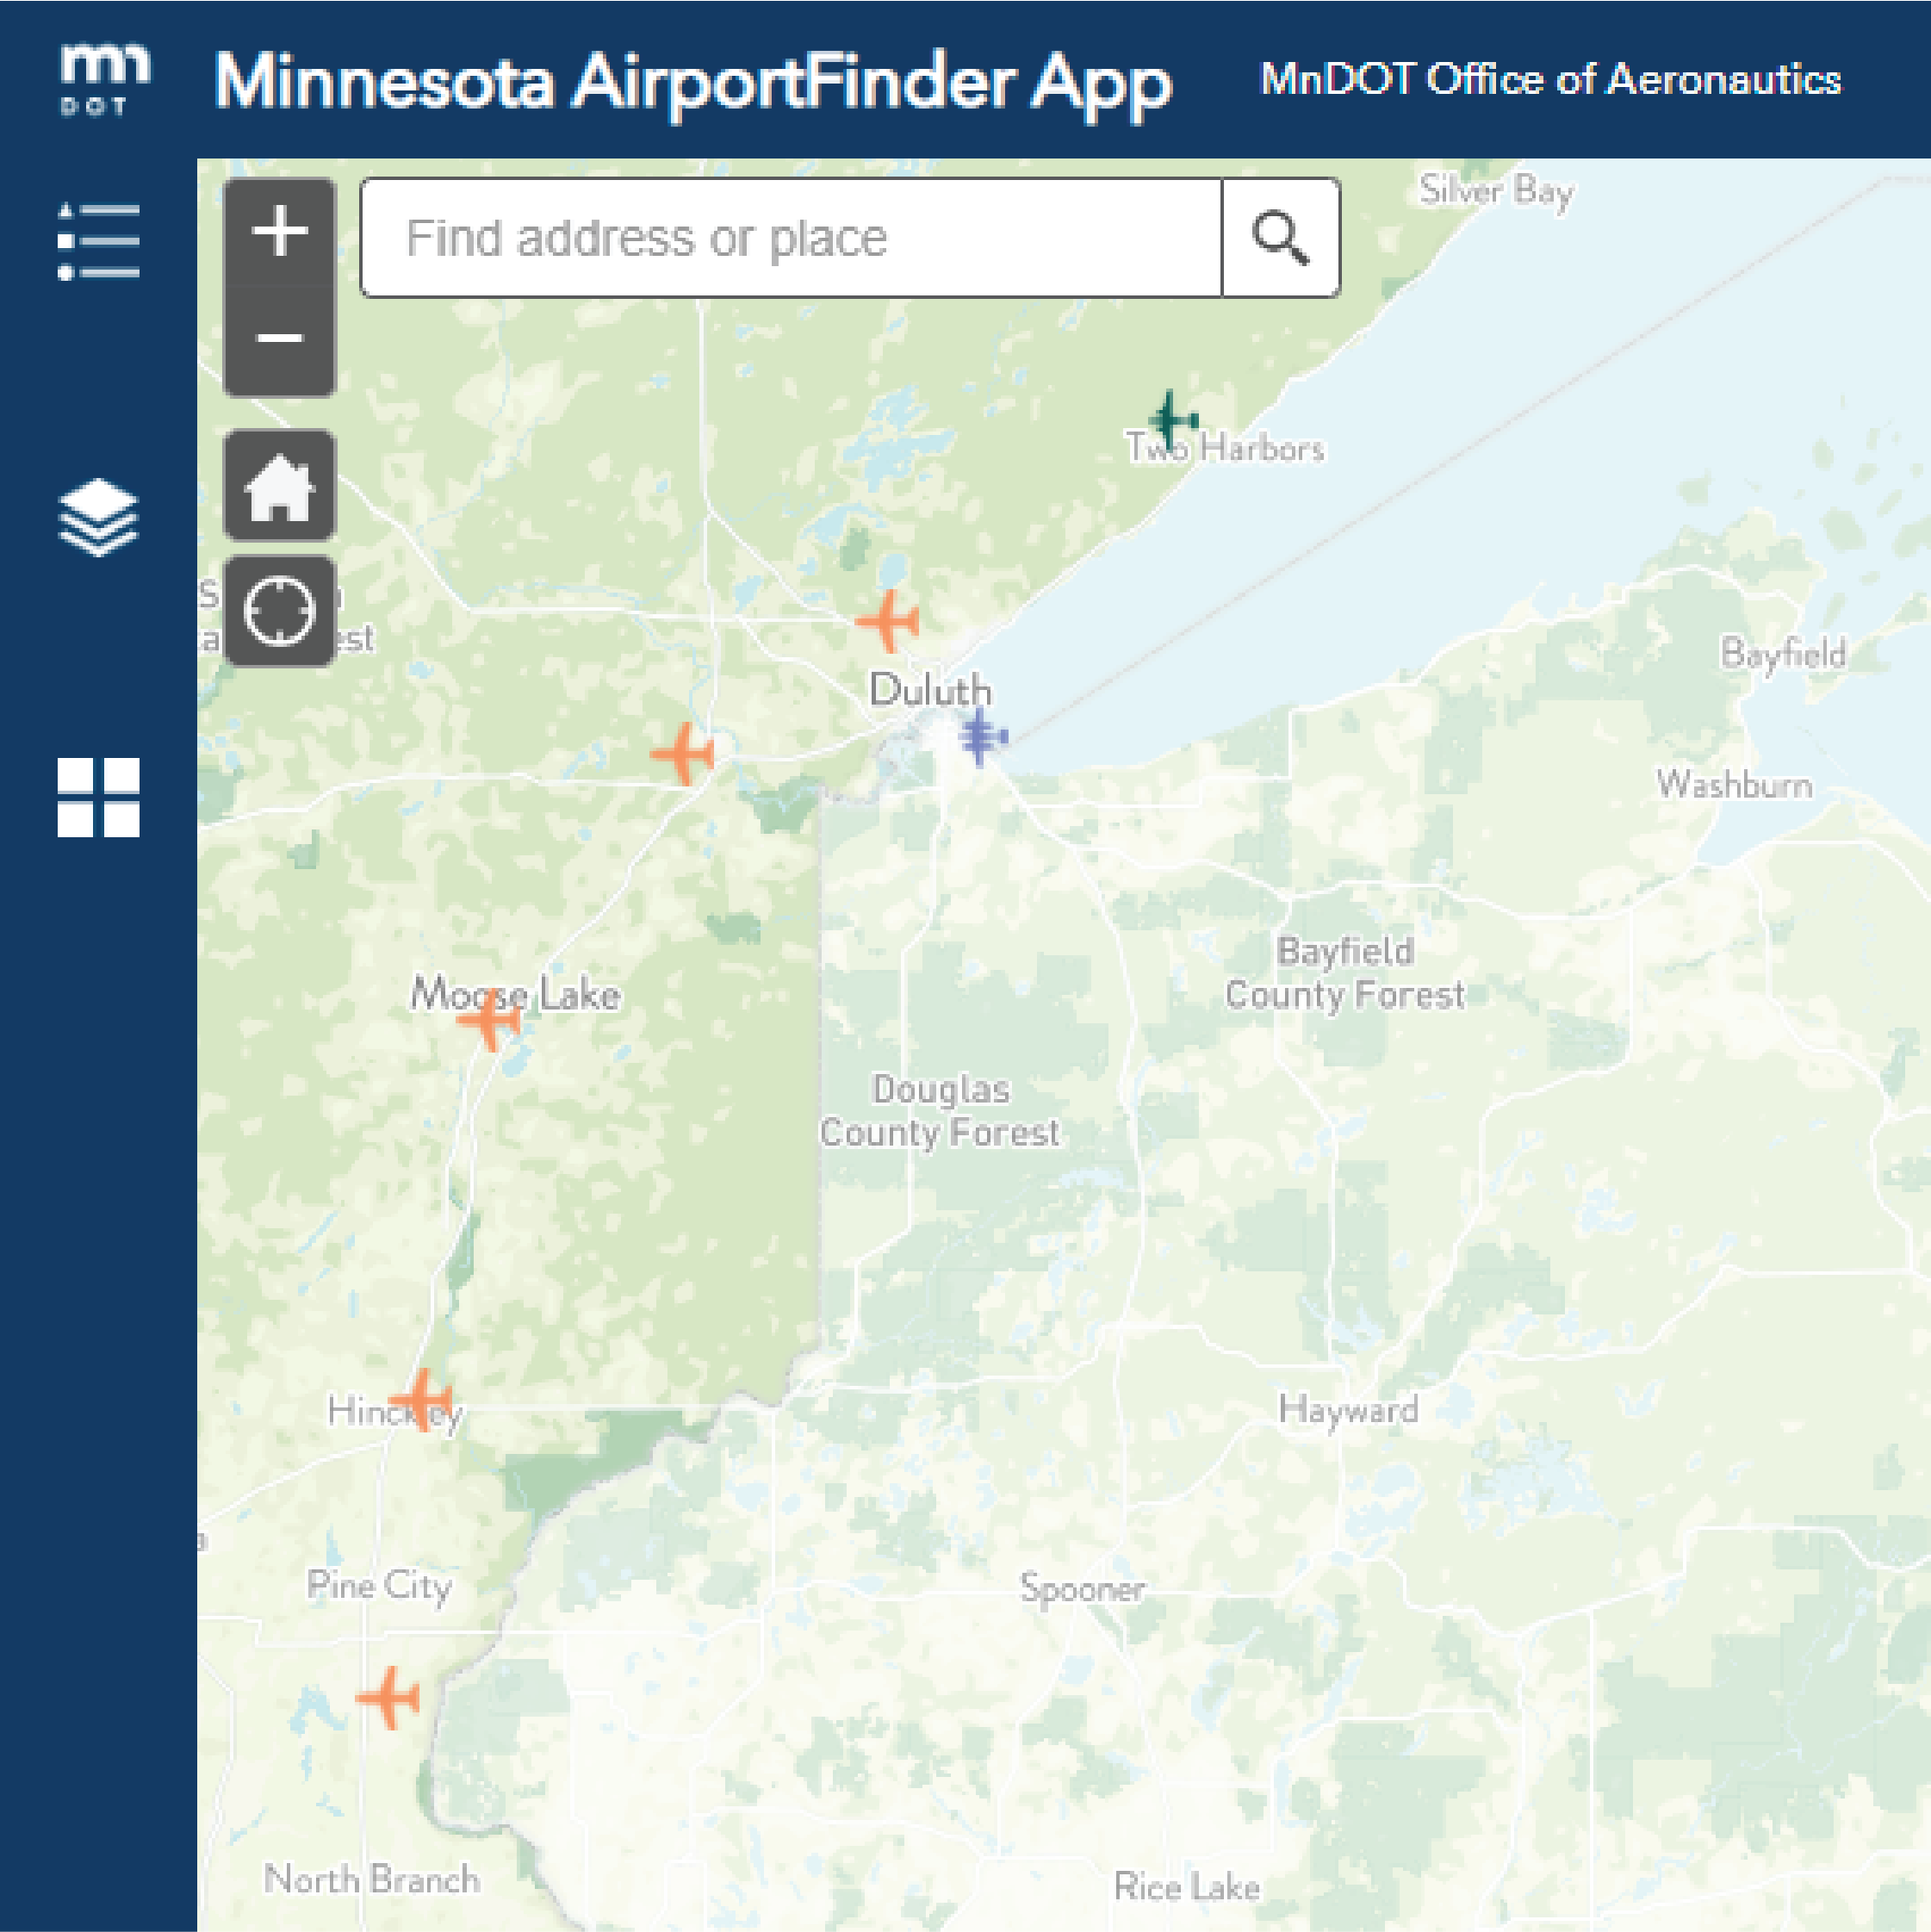 mn
DOT
Minnesota AirportFinder App
MnDOT Office of Aeronautics
Find address or place
Silver Bay
Two Harbors
est
Duluth
Bayfield
Washburn
Moose Lake
Bayfield
County Forest
Douglas
County Forest
Hinckley
Hayward
Pine City
Spooner
North Branch
Rice Lake